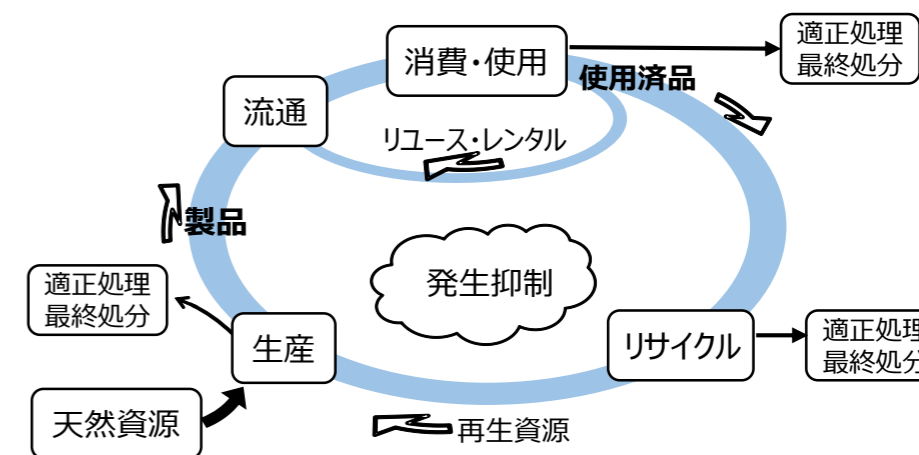 消費・使用
適正処理
最終処分
使用済品
流通
リユース・レンタル
製品
発生抑制
適正処理
最終処分
生産
リサイクル
適正処理
最終処分
天然資源
再生資源